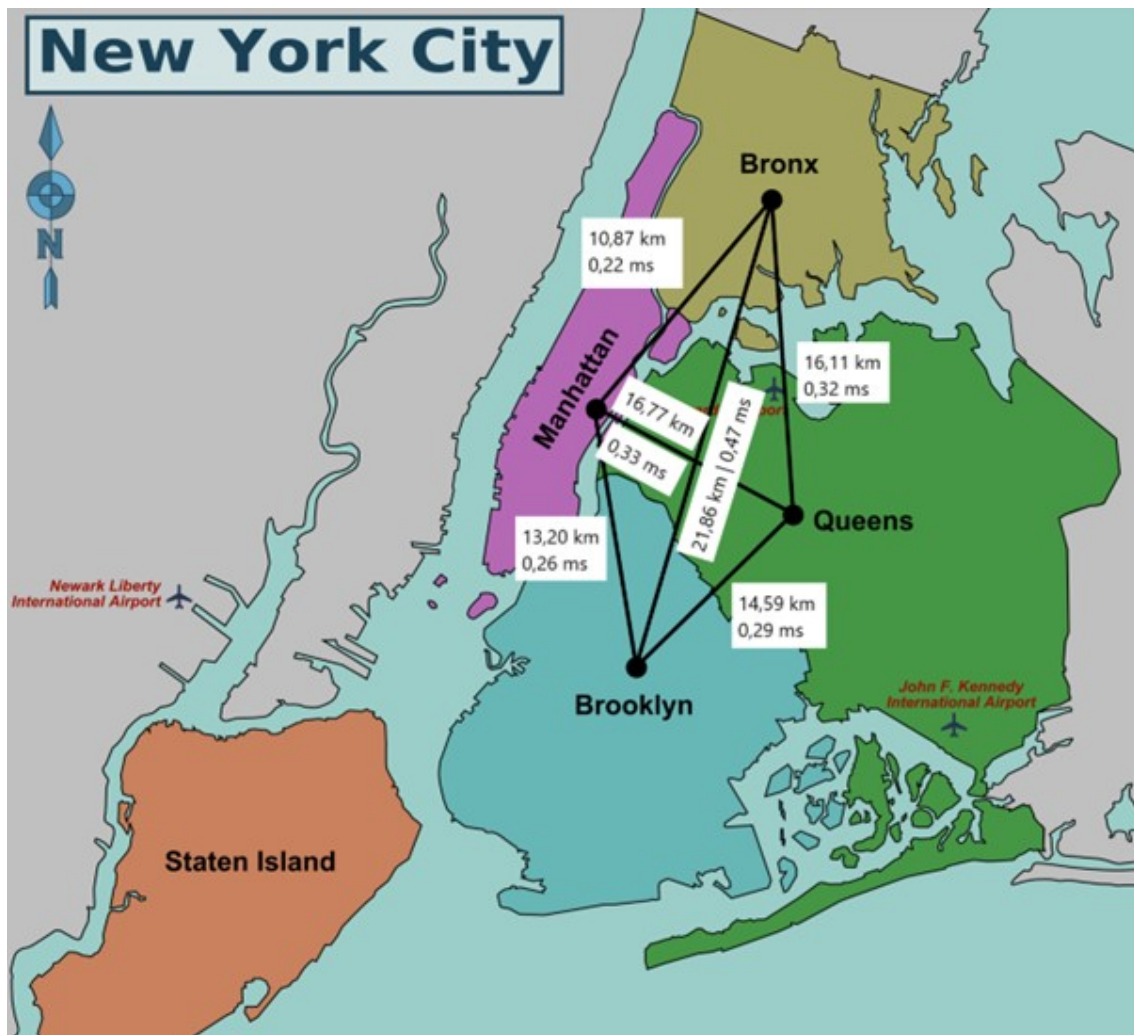 New York City
N
Bronx
10,87 km
0,22 ms
Manhattan
16,11 km
0,32 ms
16,77 km
0,33 ms
21,86 km | 0,47 ms
Queens
13,20 km
0,26 ms
Newark Liberty
International Airport
14,59 km
0,29 ms
Brooklyn
John F. Kennedy
International Airport
Staten Island